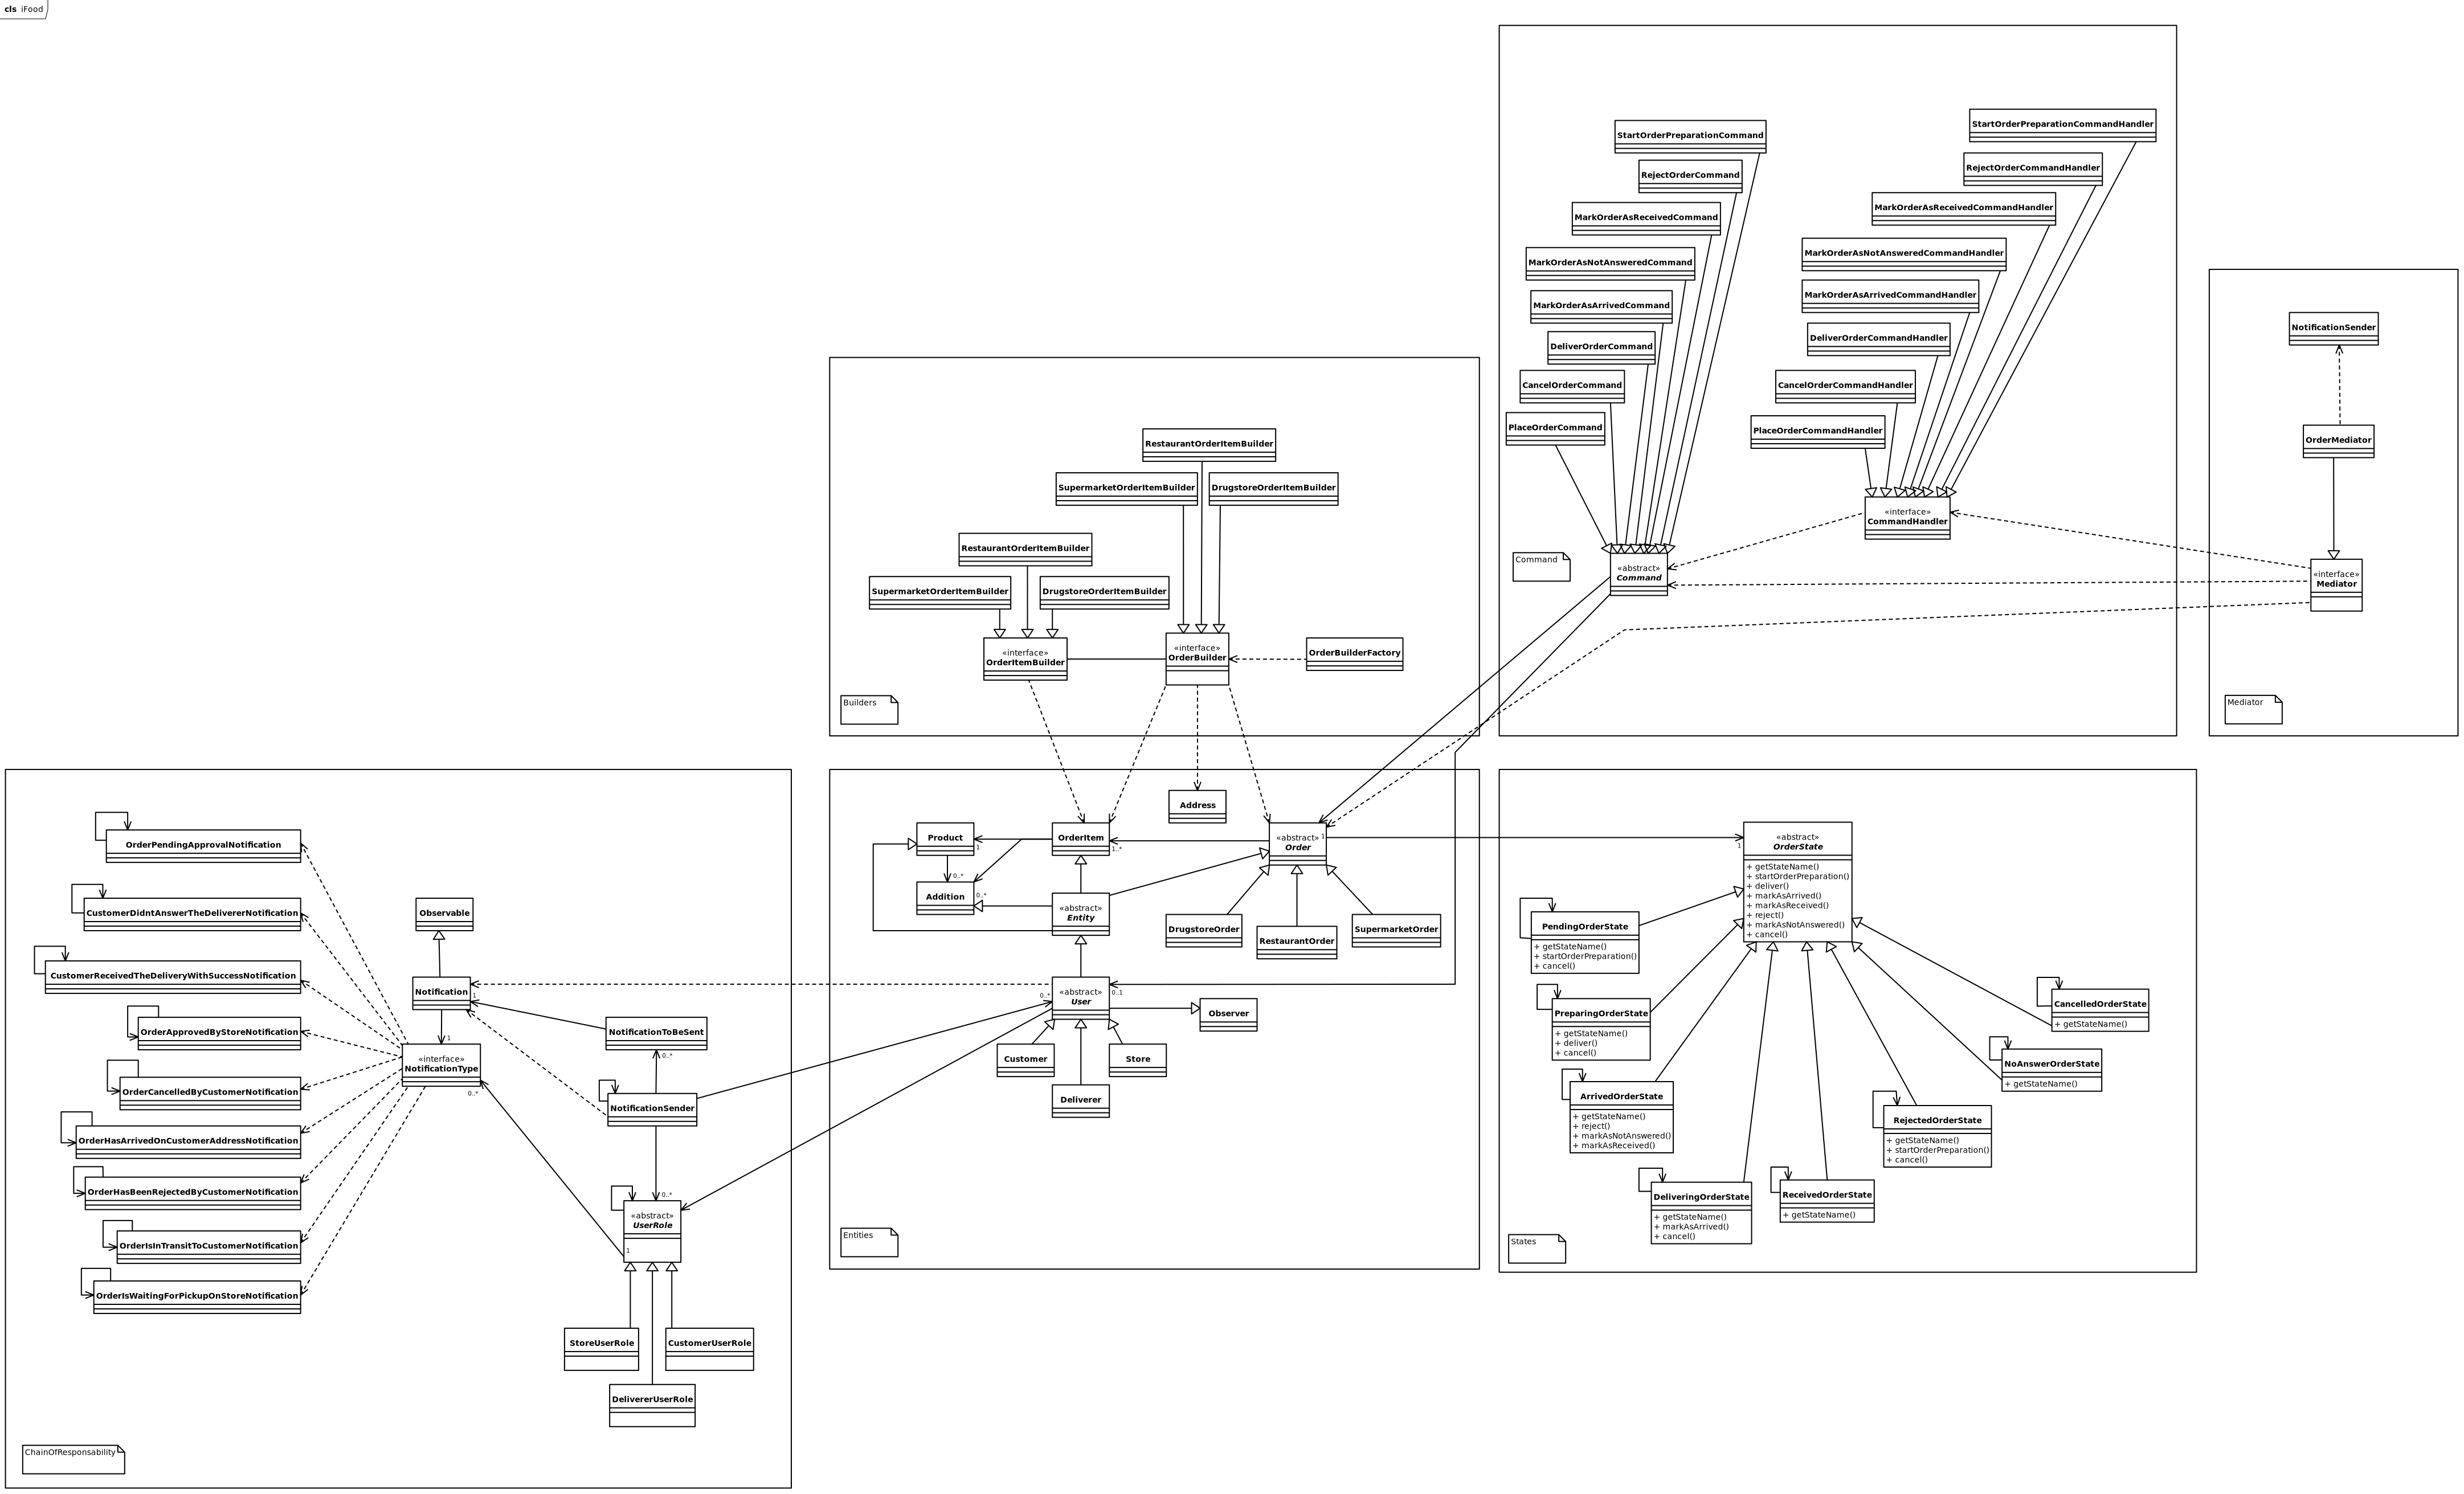 cls iFood
StartOrderPreparationCommand
RejectOrderCommand
MarkOrderAsReceivedCommand
MarkOrderAsNotAnsweredCommand
MarkOrderAsArrivedCommand
DeliverOrderCommand
CancelOrderCommand
PlaceOrderCommand
StartOrderPreparationCommandHandler
RejectOrderCommandHandler
MarkOrderAsReceivedCommandHandler
MarkOrderAsNotAnsweredCommandHandler
MarkOrderAsArrivedCommandHandler
DeliverOrderCommandHandler
CancelOrderCommandHandler
PlaceOrderCommandHandler
«interface»
CommandHandler
Command
«abstract»
Command
NotificationSender
OrderMediator
«interface»
Mediator
Mediator
RestaurantOrderItemBuilder
SupermarketOrderItemBuilder
DrugstoreOrderItemBuilder
RestaurantOrderItemBuilder
SupermarketOrderItemBuilder
DrugstoreOrderItemBuilder
«interface»
OrderItemBuilder
«interface»
OrderBuilder
OrderBuilderFactory
Builders
Address
Product
1
OrderItem
1..*
«abstract»
Order
1
0..*
Addition
0..*
«abstract»
Entity
DrugstoreOrder
RestaurantOrder
SupermarketOrder
«abstract»
User
0..*
0..1
Observer
Customer
Store
Deliverer
Entities
OrderPendingApprovalNotification
CustomerDidntAnswerTheDelivererNotification
CustomerReceivedTheDeliveryWithSuccessNotification
OrderApprovedByStoreNotification
OrderCancelledByCustomerNotification
OrderHasArrivedOnCustomerAddressNotification
OrderHasBeenRejectedByCustomerNotification
OrderIsInTransitToCustomerNotification
OrderIsWaitingForPickupOnStoreNotification
Observable
Notification
1
1
«interface»
NotificationType
0..*
NotificationToBeSent
0..*
NotificationSender
0..*
«abstract»
UserRole
1
StoreUserRole
CustomerUserRole
DelivererUserRole
ChainOfResponsability
1
«abstract»
OrderState
+ getStateName()
+ startOrderPreparation()
+ deliver()
+ markAsArrived()
+ markAsReceived()
+ reject()
+ markAsNotAnswered()
+ cancel()
PendingOrderState
+ getStateName()
+ startOrderPreparation()
+ cancel()
PreparingOrderState
+ getStateName()
+ deliver()
+ cancel()
ArrivedOrderState
+ getStateName()
+ reject()
+ markAsNotAnswered()
+ markAsReceived()
DeliveringOrderState
+ getStateName()
+ markAsArrived()
+ cancel()
ReceivedOrderState
+ getStateName()
RejectedOrderState
+ getStateName()
+ startOrderPreparation()
+ cancel()
NoAnswerOrderState
+ getStateName()
CancelledOrderState
+ getStateName()
States